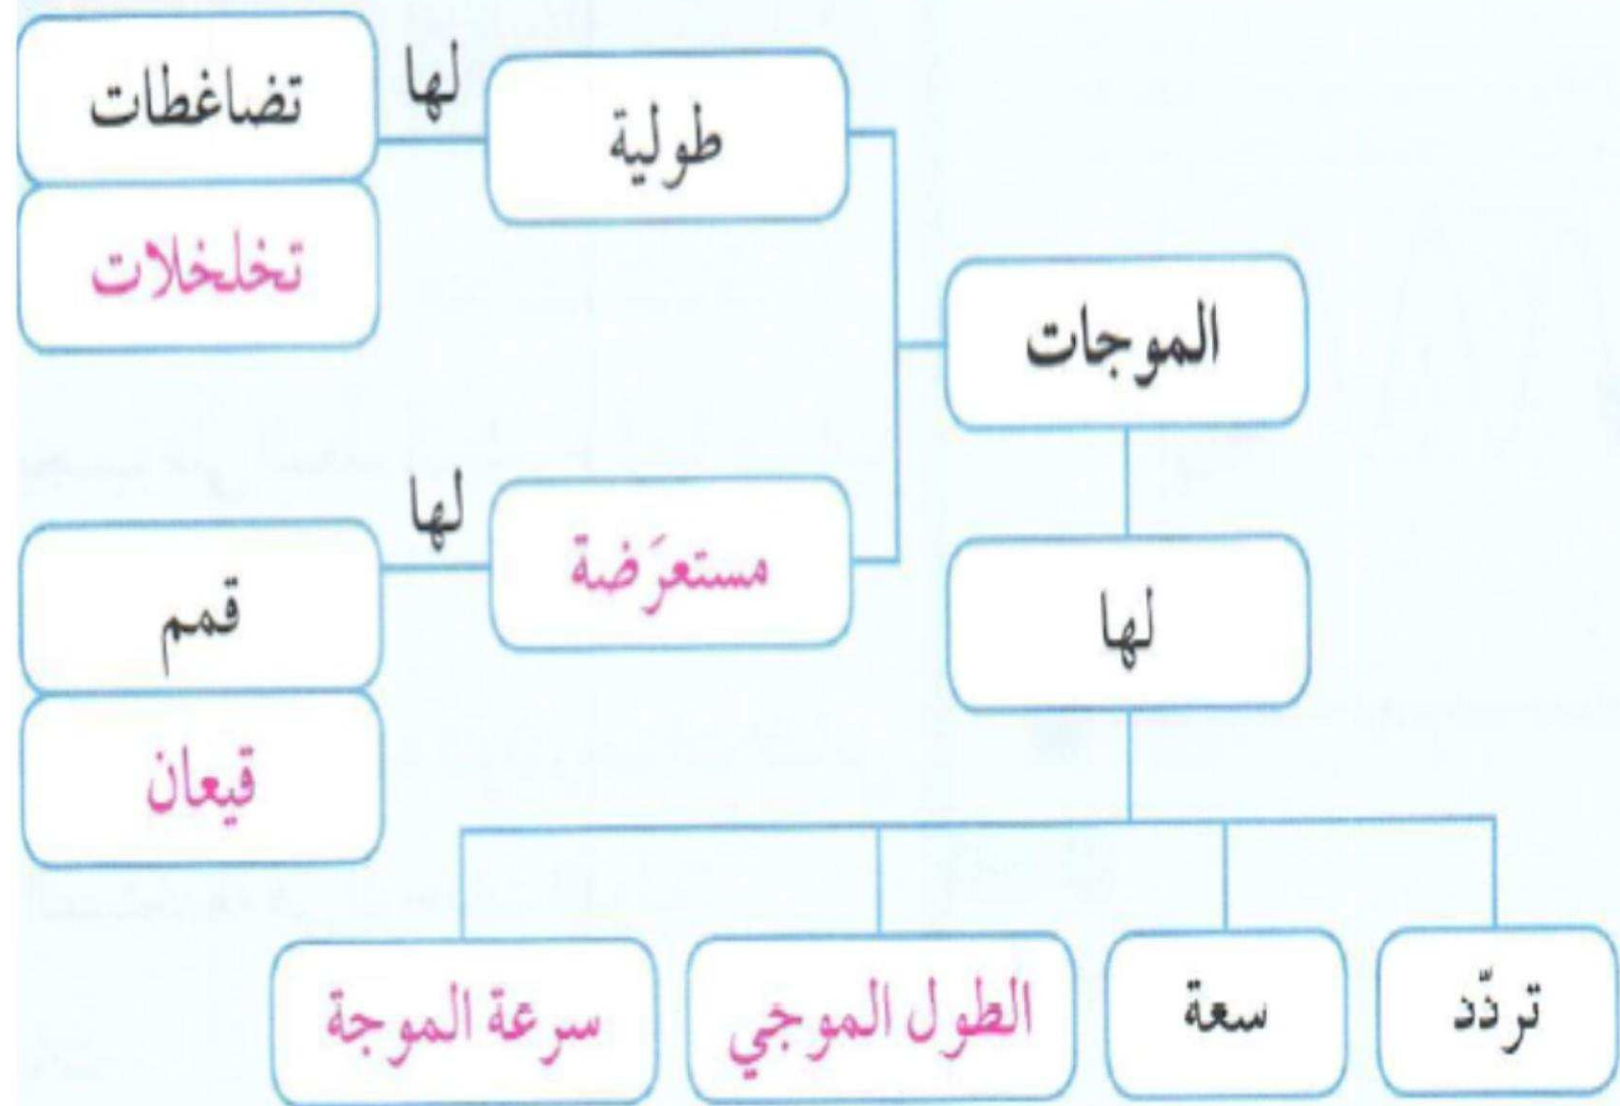 تضاغطات
لها
طولية
تخلخلات
الموجات
لها
مستعرَضة
قمم
لها
قيعان
تردّد
سعة
الطول الموجي
سرعة الموجة